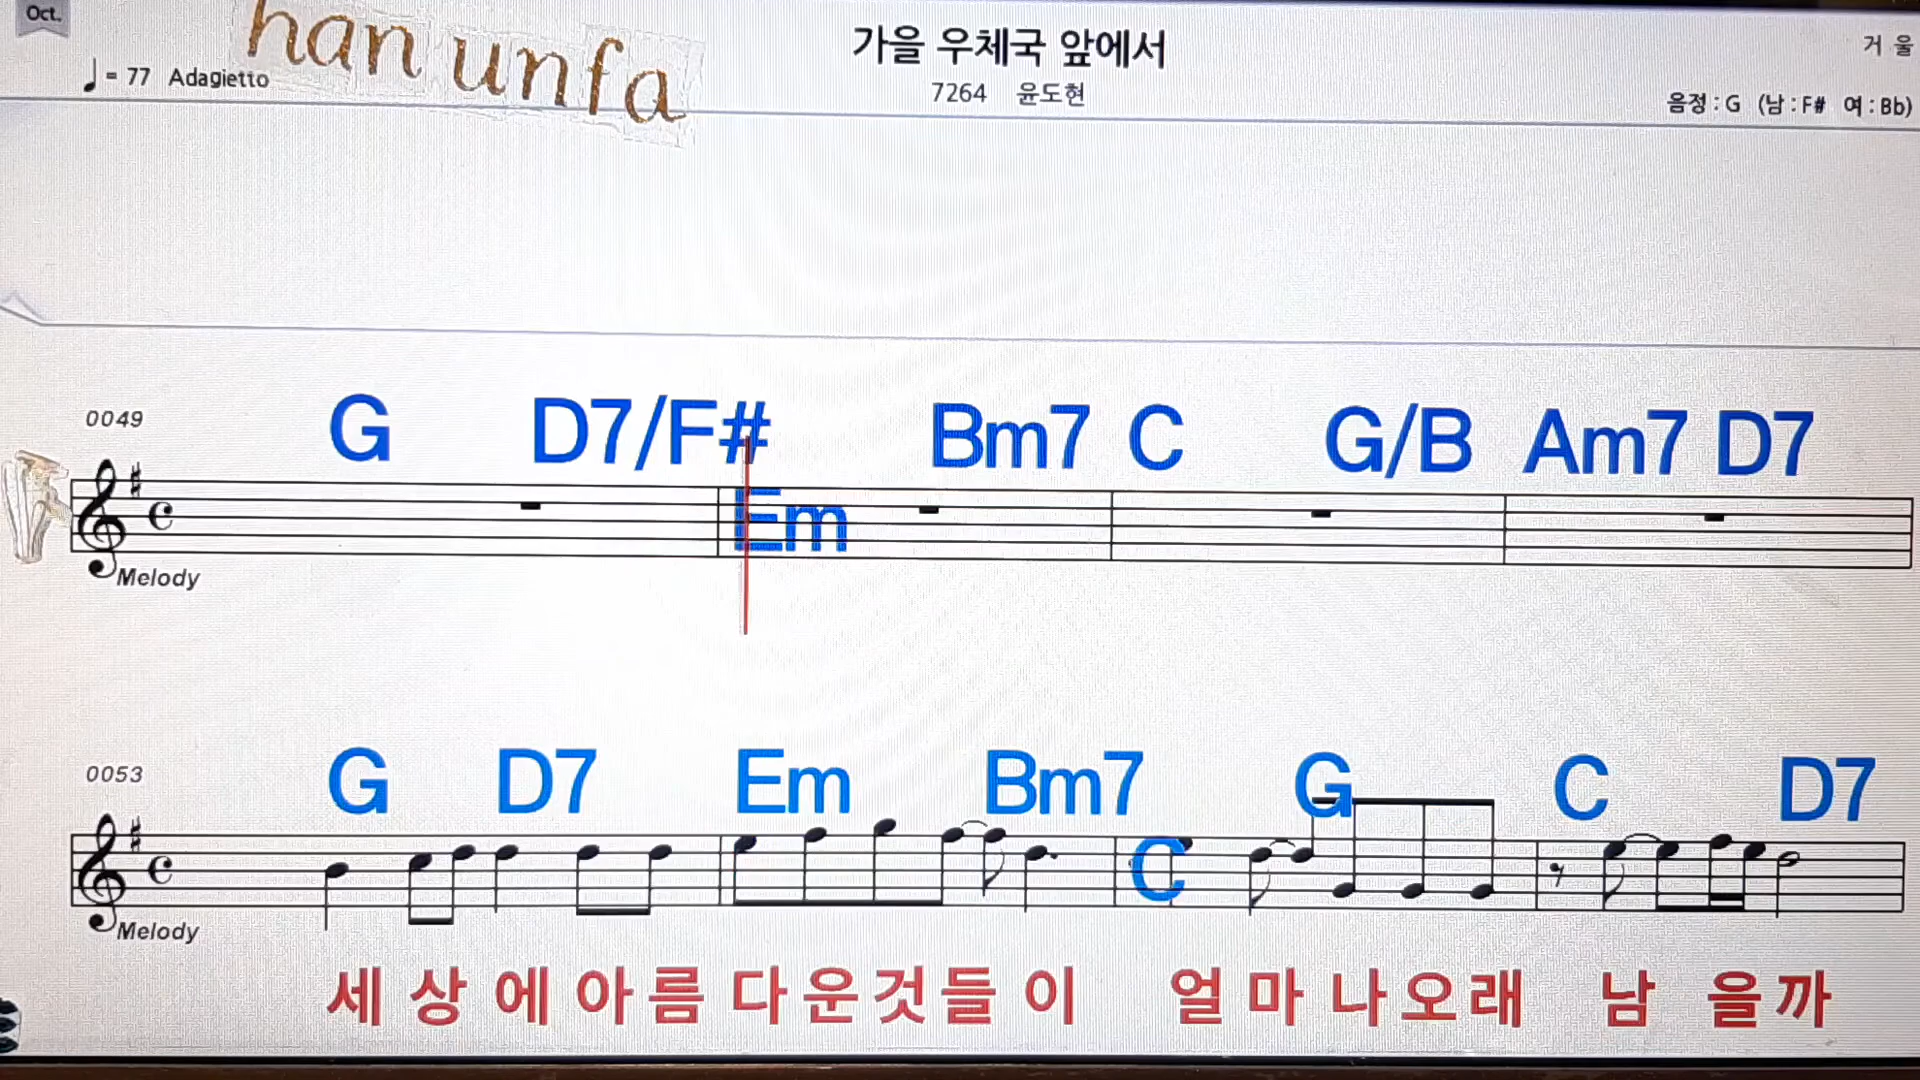 Oct.
han unfa
♩= 77 Adagietto
가을 우체국 앞에서
7264 윤도현
거 울
음정 : G (남 : F# 여 : Bb)
0049
G D7/F# Em Bm7 C G/B Am7 D7
Melody
0053
G D7 Em Bm7 C G C D7
Melody
세 상 에 아 름 다 운 것 들 이 얼 마 나 오 래 남 을 까